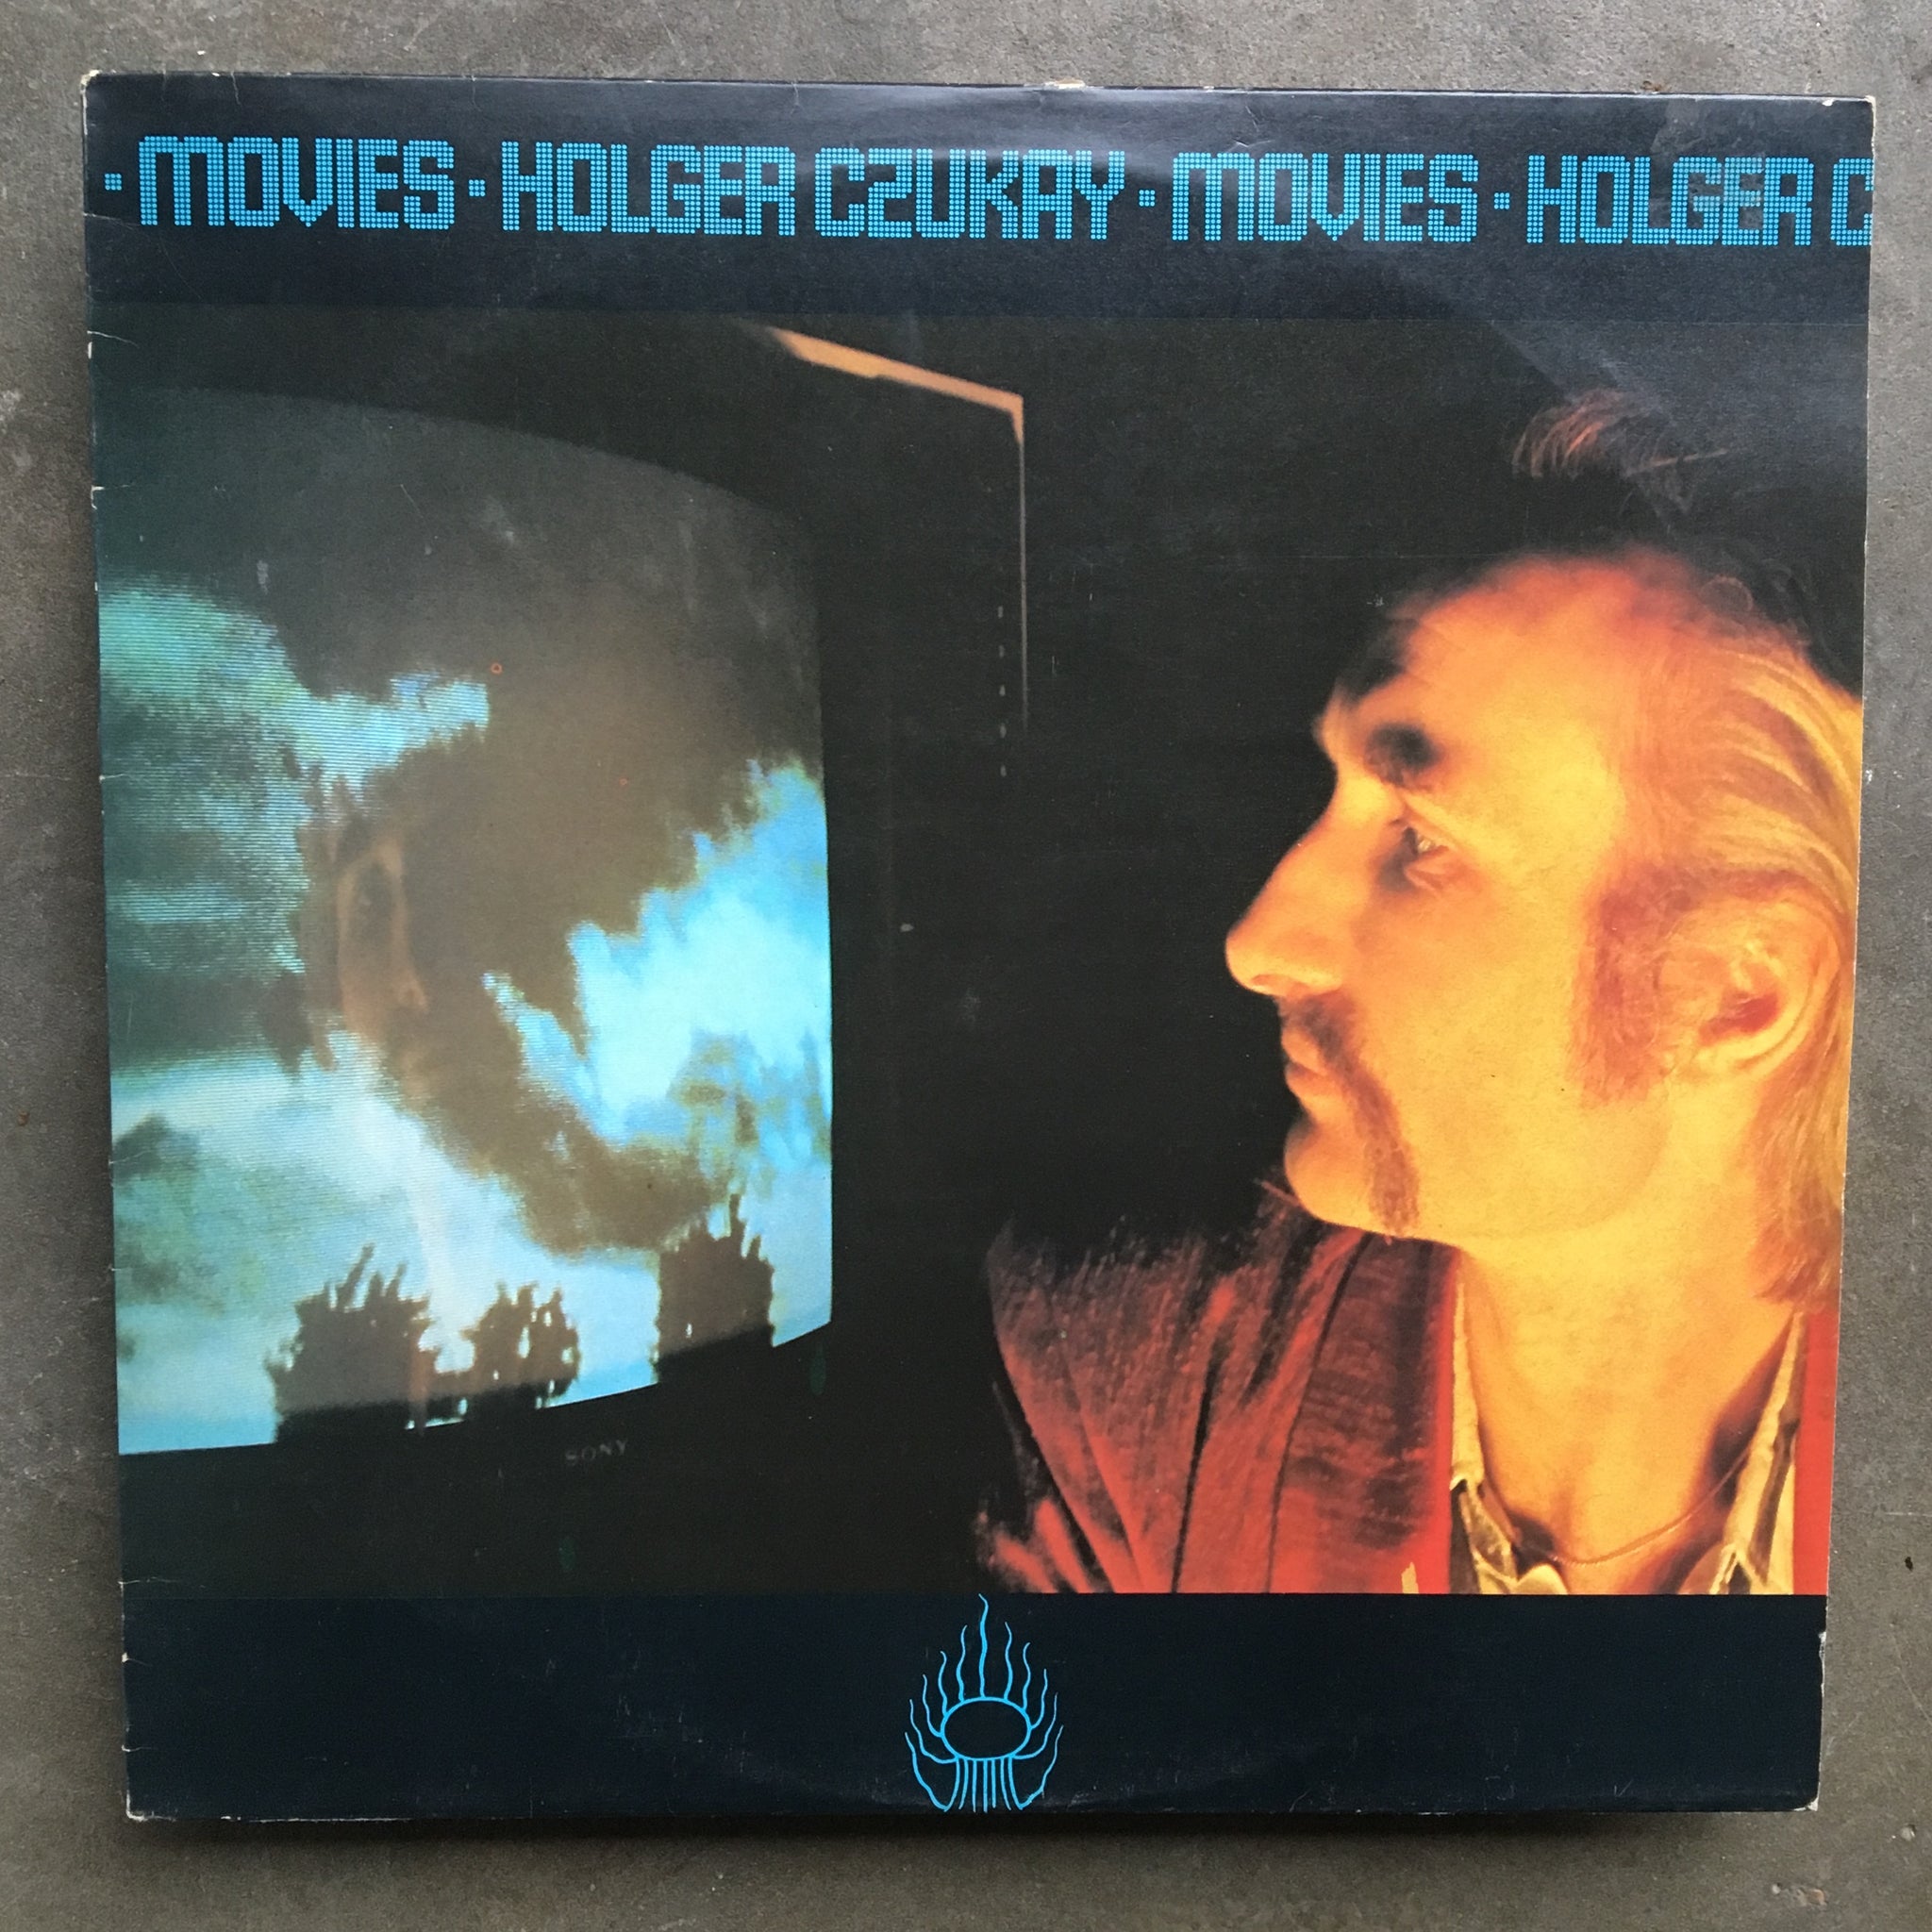 · MOVIES · HOLGER CZUKAY · MOVIES · HOLGER C
SONY